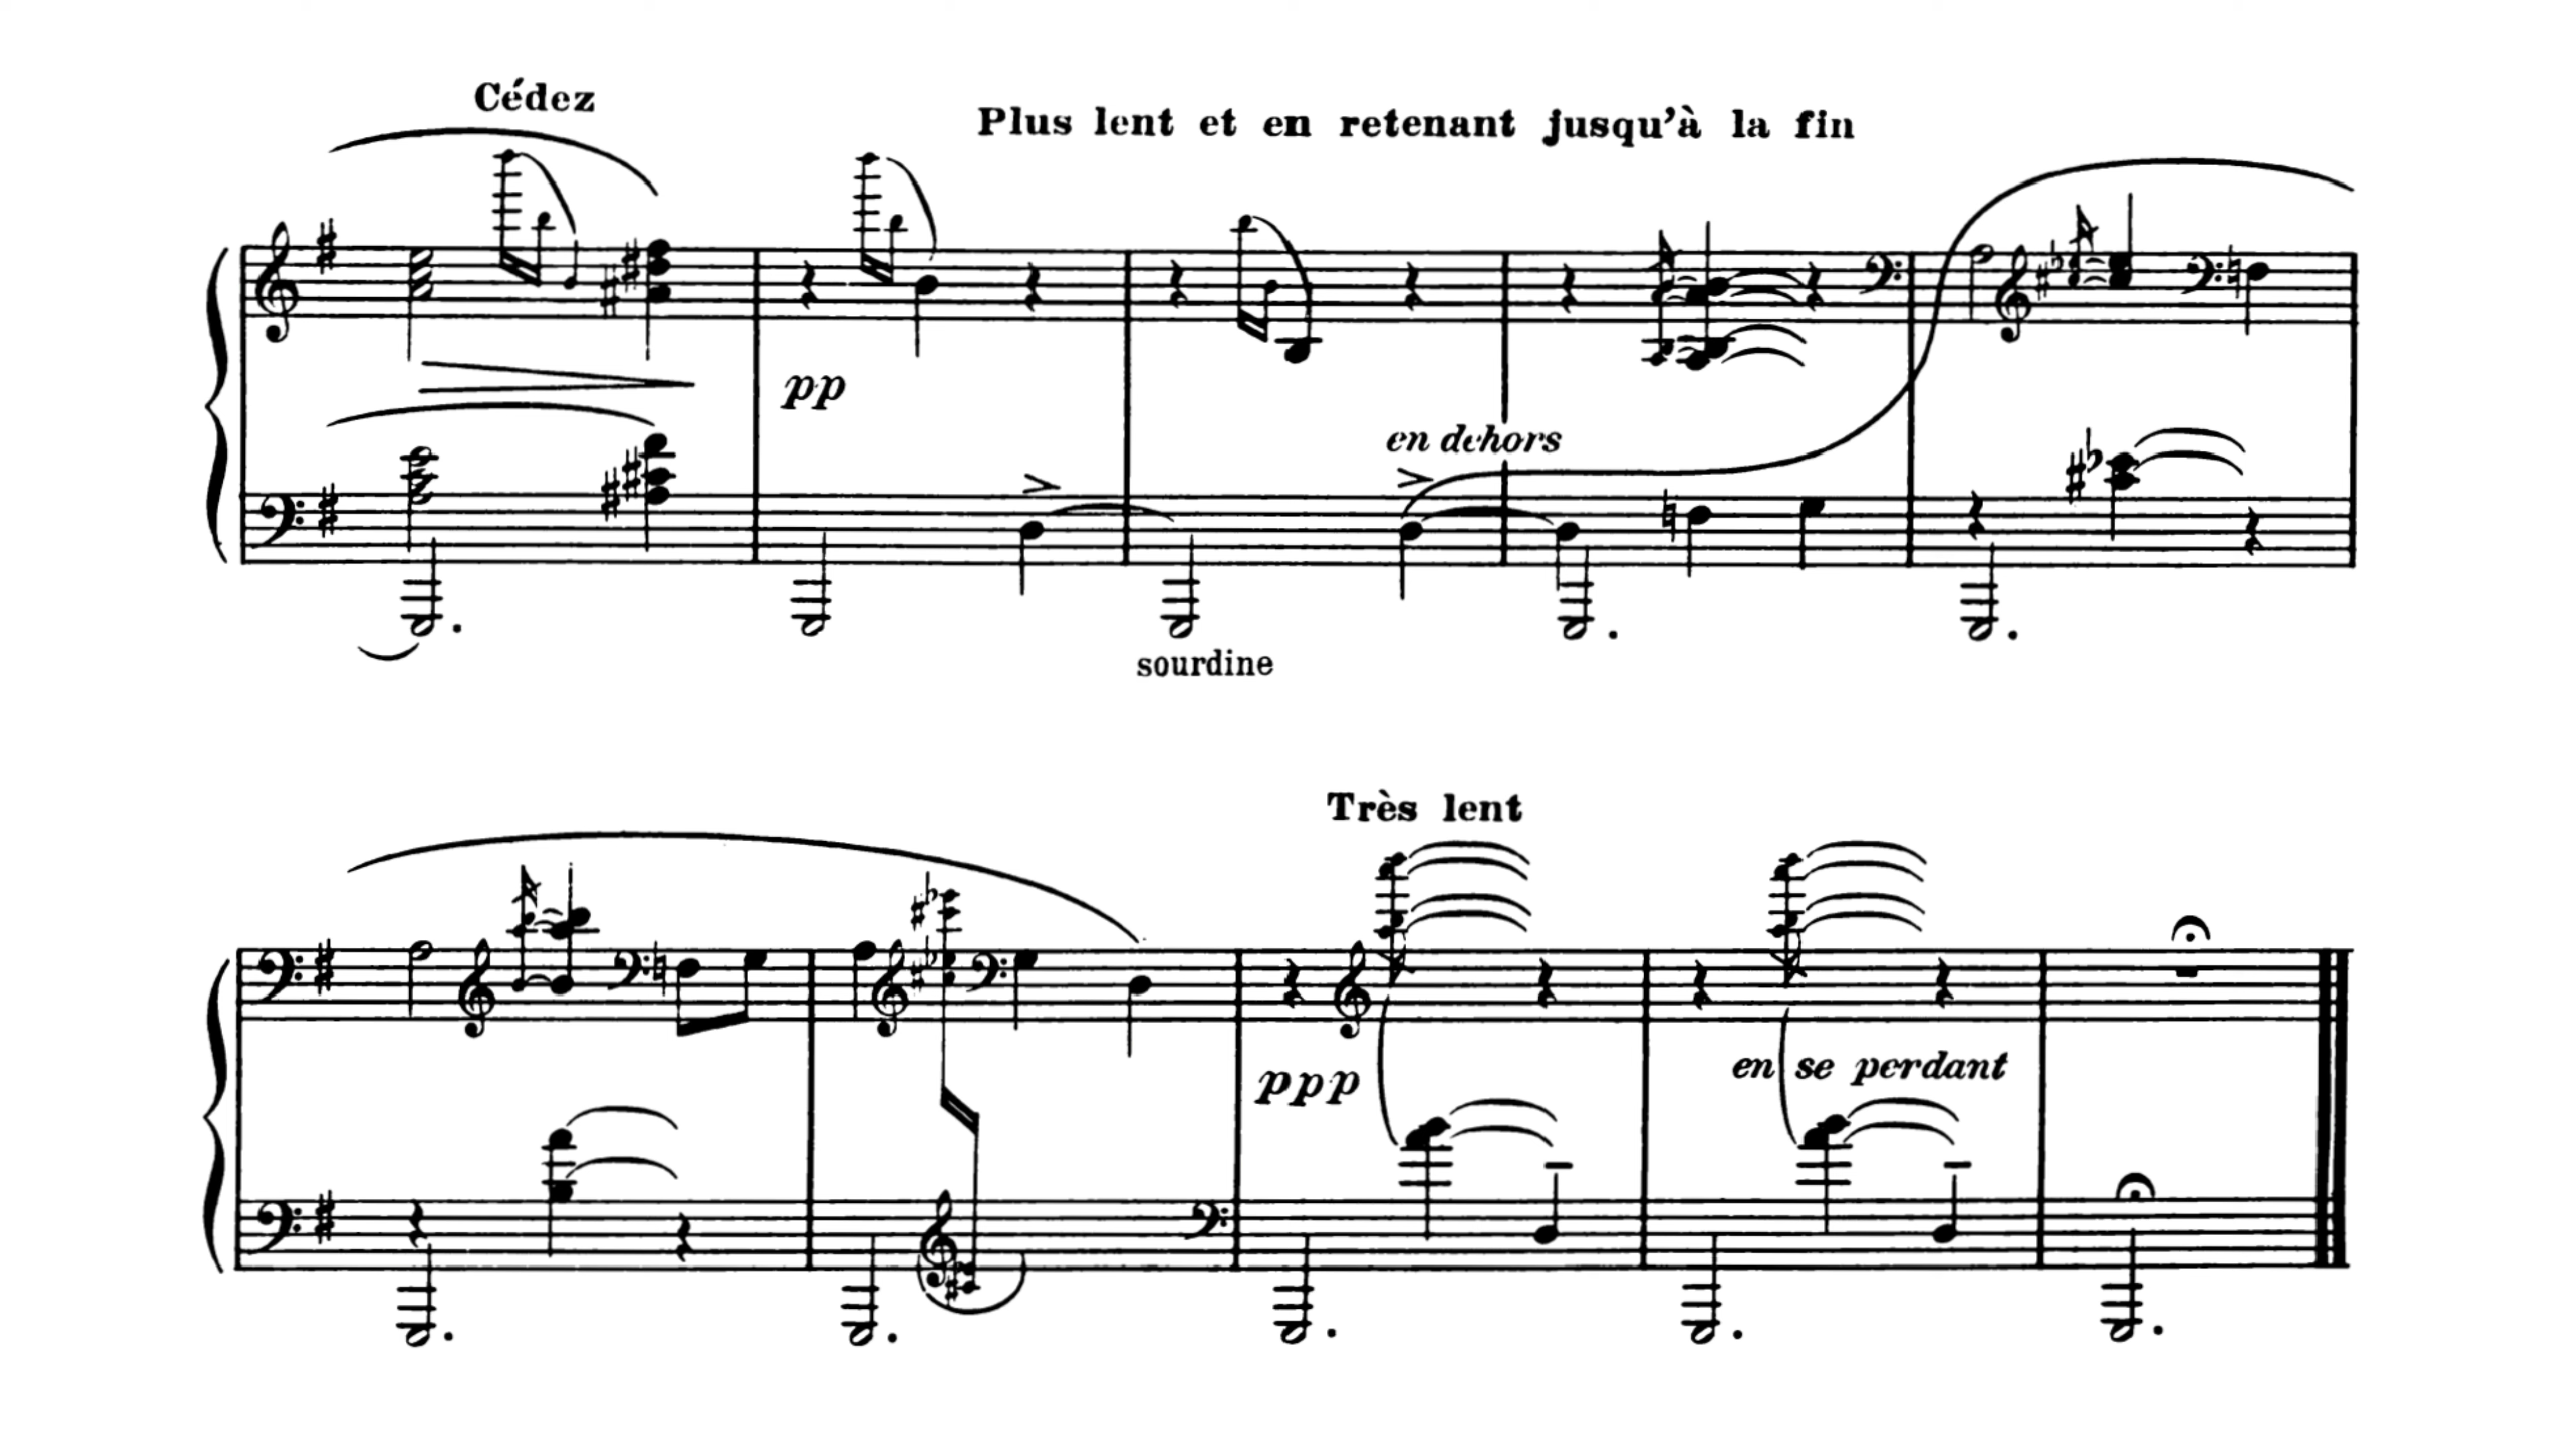 Cédez
Plus lent et en retenant jusqu'à la fin
pp
en dehors
sourdine
Très lent
ppp
en se perdant